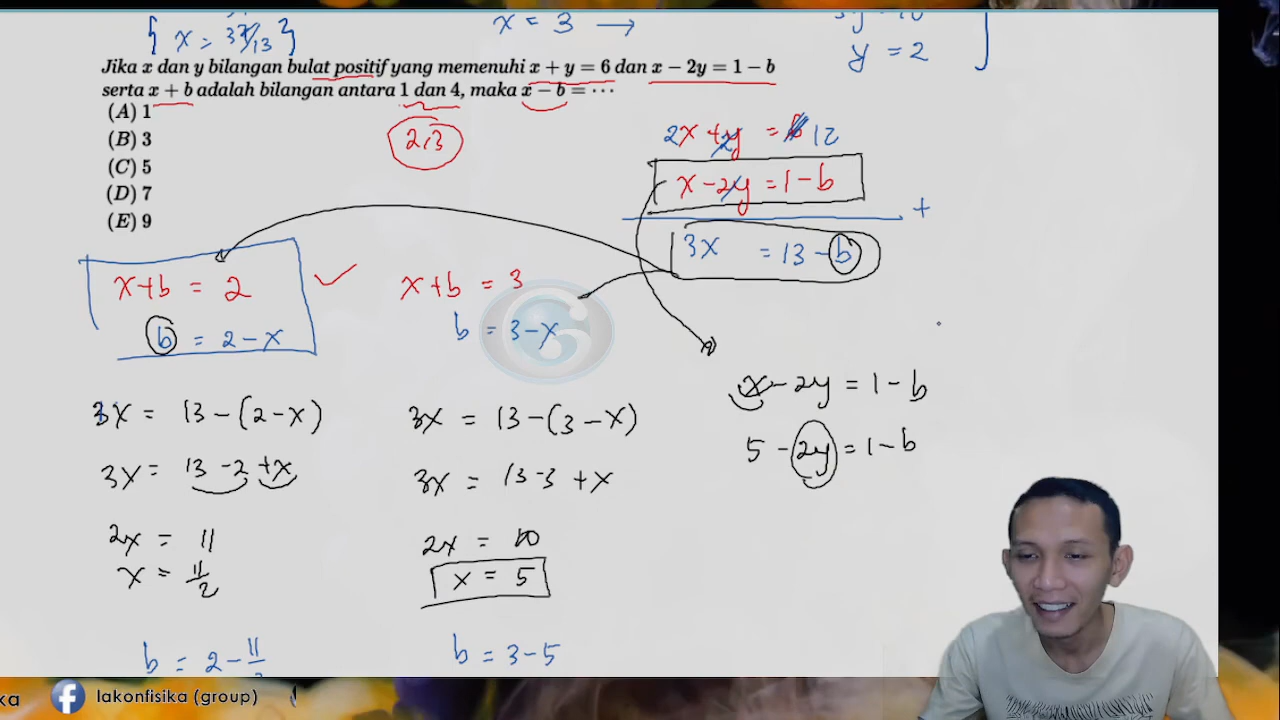 { x = 37/13 }
x = 3 →
y = 2
Jika x dan y bilangan bulat positif yang memenuhi x + y = 6 dan x − 2y = 1 − b
serta x + b adalah bilangan antara 1 dan 4, maka x − b = ⋯
(A) 1
(B) 3
(C) 5
(D) 7
(E) 9
2,3
2x + 2y = 12
x − 2y = 1 − b
+
3x = 13 − b
x + b = 2 ✓
b = 2 − x
3x = 13 − (2 − x)
3x = 13 − 2 + x
2x = 11
x = 11/2
b = 2 − 11
x + b = 3
b = 3 − x
3x = 13 − (3 − x)
3x = 13 − 3 + x
2x = 10
x = 5
b = 3 − 5
x − 2y = 1 − b
5 − 2y = 1 − b
ka
lakonfisika (group)